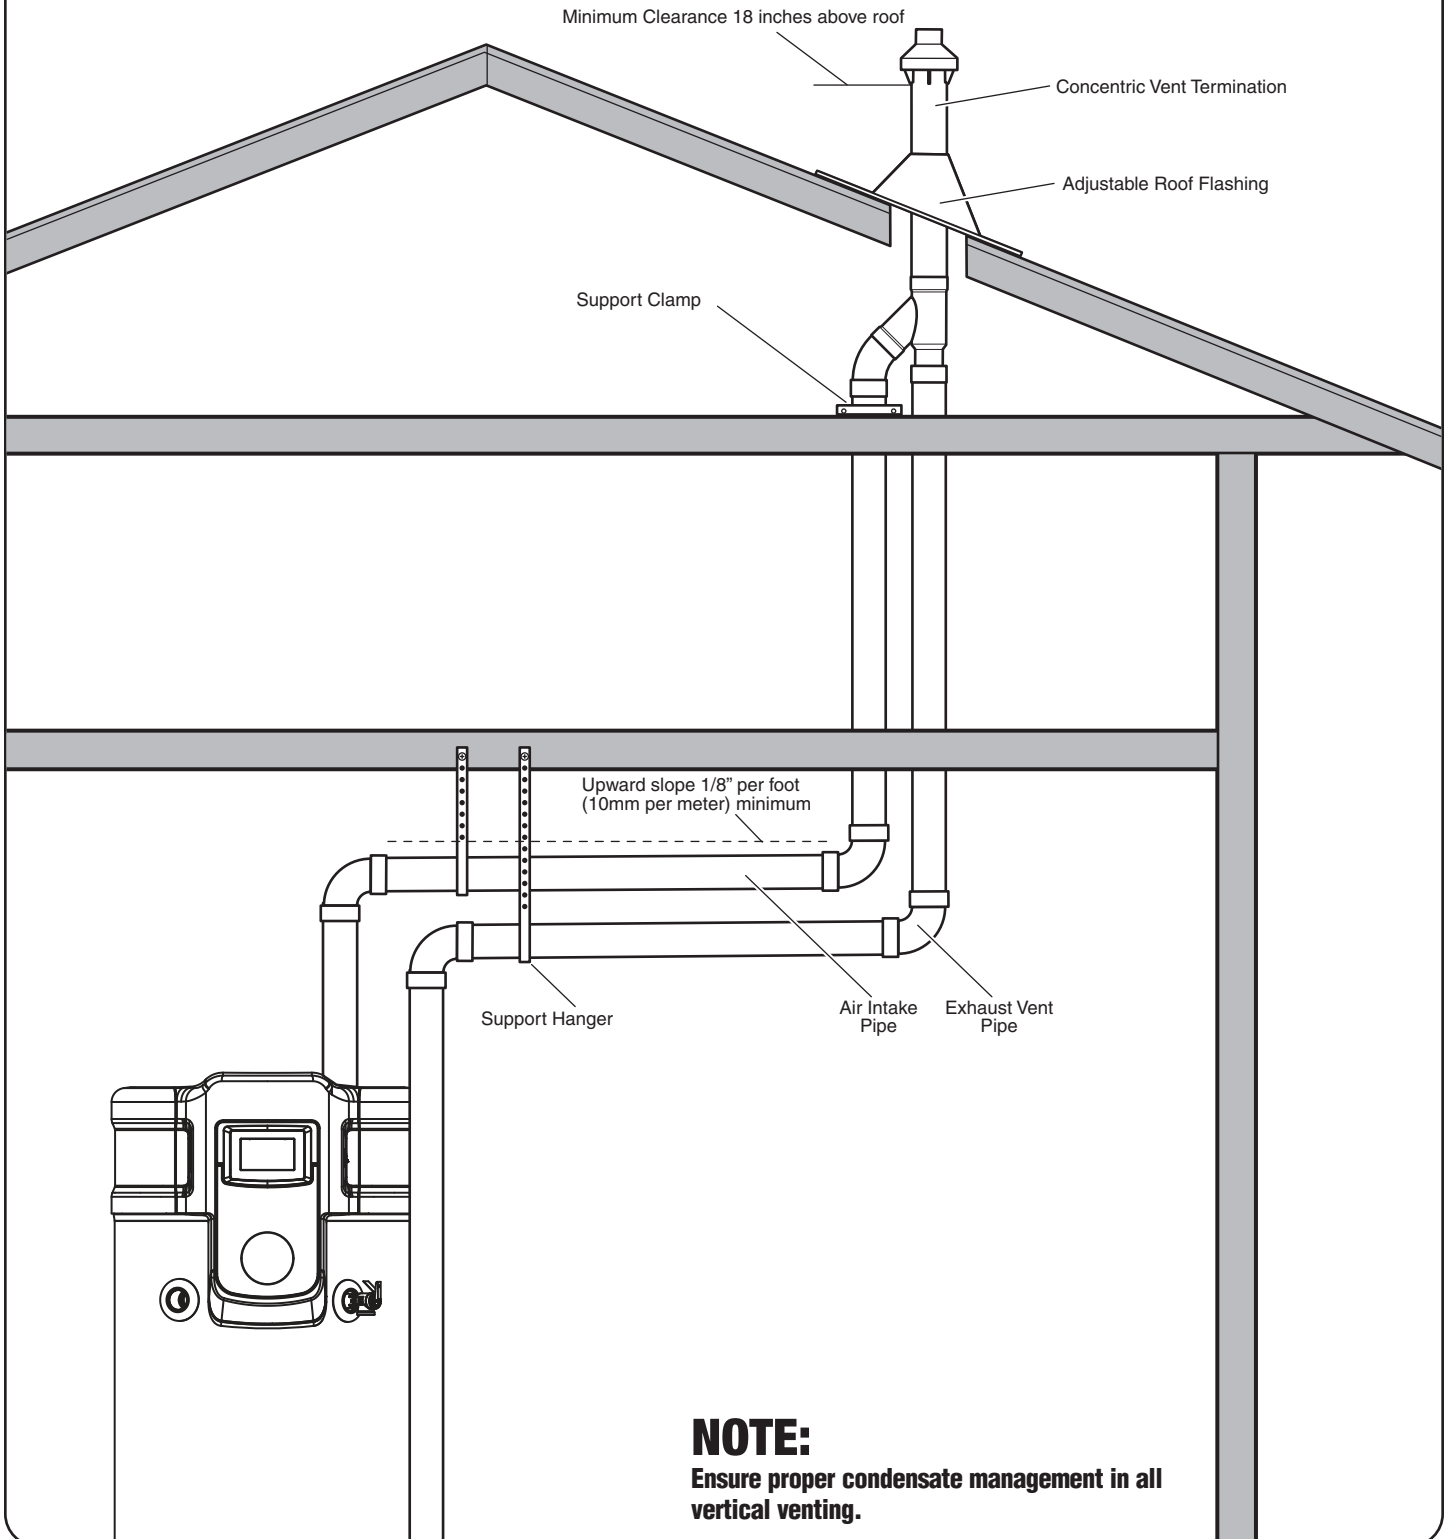 Minimum Clearance 18 inches above roof
Concentric Vent Termination
Adjustable Roof Flashing
Support Clamp
Upward slope 1/8” per foot
(10mm per meter) minimum
Support Hanger
Air Intake
Pipe
Exhaust Vent
Pipe
NOTE:
Ensure proper condensate management in all
vertical venting.